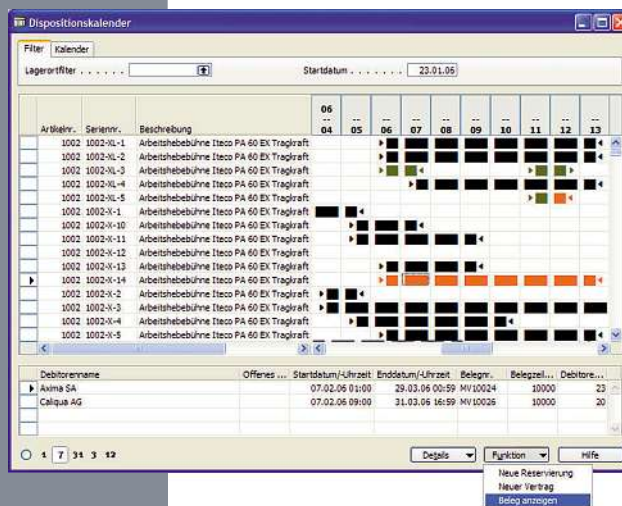 Dispositionskalender
Filter Kalender
Lagerortfilter . . . . . . Startdatum . . . . . . . 23.01.06
06 -- -- -- -- -- -- -- -- --
-- 
Artikelnr. Seriennr. Beschreibung 04 05 06 07 08 09 10 11 12 13
1002 1002-XL-1 Arbeitshebebühne Iteco PA 60 EX Tragkraft
1002 1002-XL-2 Arbeitshebebühne Iteco PA 60 EX Tragkraft
1002 1002-XL-3 Arbeitshebebühne Iteco PA 60 EX Tragkraft
1002 1002-XL-4 Arbeitshebebühne Iteco PA 60 EX Tragkraft
1002 1002-XL-5 Arbeitshebebühne Iteco PA 60 EX Tragkraft
1002 1002-X-1 Arbeitshebebühne Iteco PA 60 EX Tragkraft
1002 1002-X-10 Arbeitshebebühne Iteco PA 60 EX Tragkraft
1002 1002-X-11 Arbeitshebebühne Iteco PA 60 EX Tragkraft
1002 1002-X-12 Arbeitshebebühne Iteco PA 60 EX Tragkraft
1002 1002-X-13 Arbeitshebebühne Iteco PA 60 EX Tragkraft
1002 1002-X-14 Arbeitshebebühne Iteco PA 60 EX Tragkraft
1002 1002-X-2 Arbeitshebebühne Iteco PA 60 EX Tragkraft
1002 1002-X-3 Arbeitshebebühne Iteco PA 60 EX Tragkraft
1002 1002-X-4 Arbeitshebebühne Iteco PA 60 EX Tragkraft
1002 1002-X-5 Arbeitshebebühne Iteco PA 60 EX Tragkraft
Debitorenname Offenes ... Startdatum/-Uhrzeit Enddatum/-Uhrzeit Belegnr. Belegzeil... Debitore...
Axima SA 07.02.06 01:00 29.03.06 00:59 MV10024 10000 23
Caliqua AG 07.02.06 09:00 31.03.06 16:59 MV10026 10000 20
1 7 31 3 12 Details Funktion Hilfe
Neue Reservierung
Neuer Vertrag
Beleg anzeigen